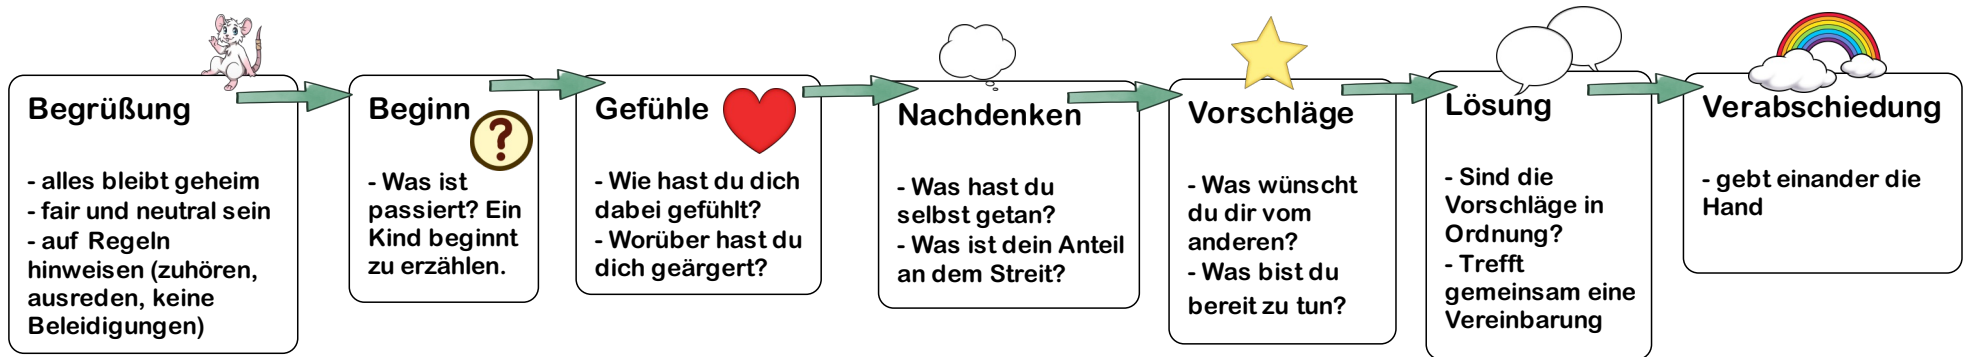 Begrüßung
- alles bleibt geheim
- fair und neutral sein
- auf Regeln
hinweisen (zuhören,
ausreden, keine
Beleidigungen)
Beginn
?
- Was ist
passiert? Ein
Kind beginnt
zu erzählen.
Gefühle
- Wie hast du dich
dabei gefühlt?
- Worüber hast du
dich geärgert?
Nachdenken
- Was hast du
selbst getan?
- Was ist dein Anteil
an dem Streit?
Vorschläge
- Was wünscht
du dir vom
anderen?
- Was bist du
bereit zu tun?
Lösung
- Sind die
Vorschläge in
Ordnung?
- Trefft
gemeinsam eine
Vereinbarung
Verabschiedung
- gebt einander die
Hand